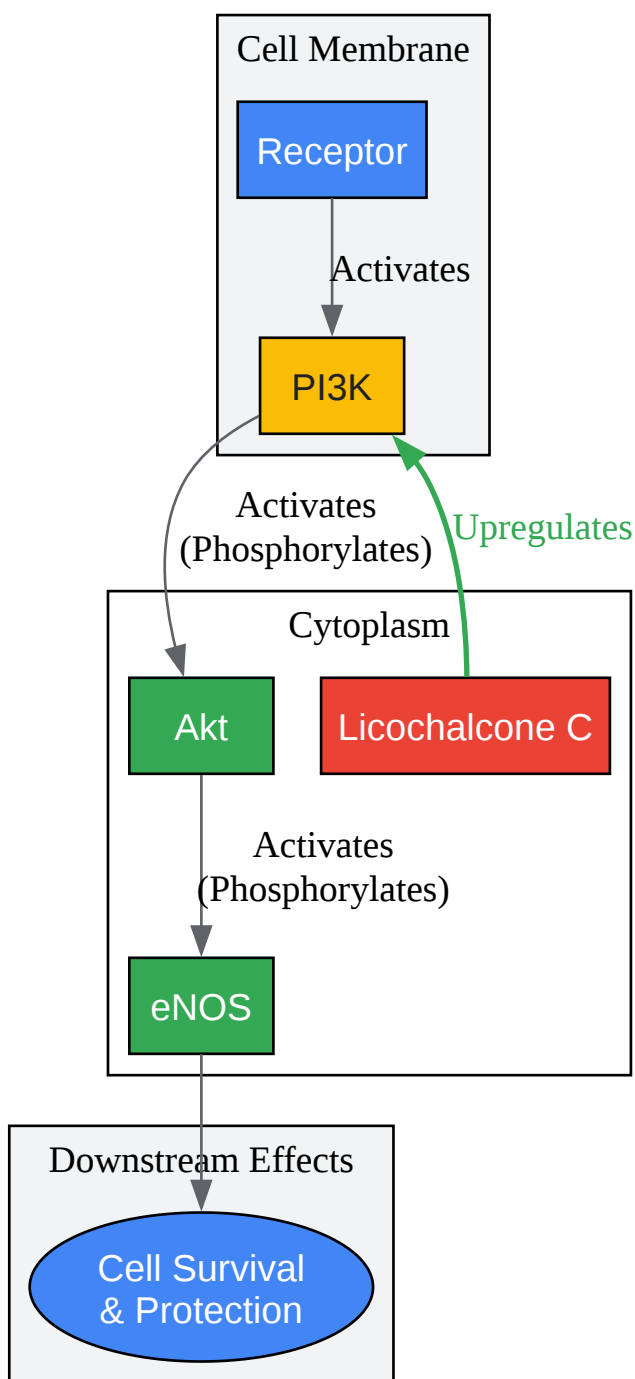 Cell Membrane
Receptor
Activates
PI3K
Activates
(Phosphorylates)
Upregulates
Cytoplasm
Akt
Licochalcone C
Activates
(Phosphorylates)
eNOS
Downstream Effects
Cell Survival
& Protection